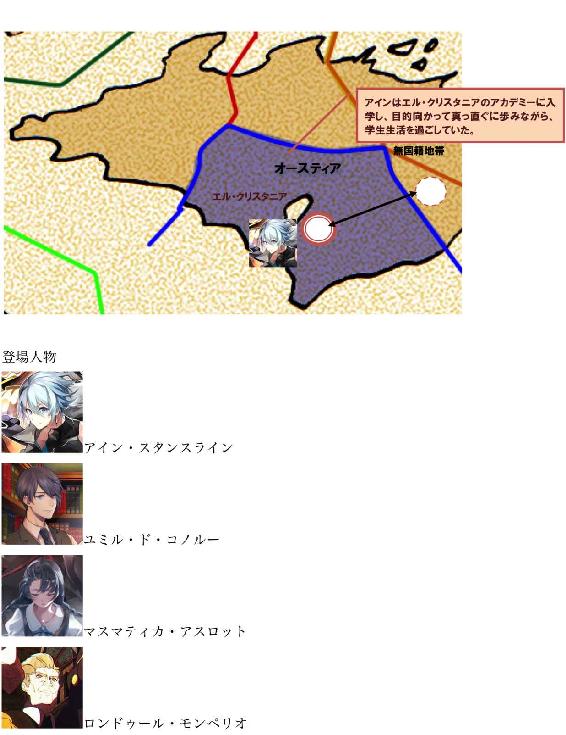 アインはエル・クリスタニアのアカデミーに入
学し、目的向かって真っ直ぐに歩みながら、
学生生活を過ごしていた。
無国籍地帯
オースティア
エル・クリスタニア
登場人物
アイン・スタンスライン
ユミル・ド・コノルー
マスマティカ・アスロット
ロンドゥール・モンペリオ